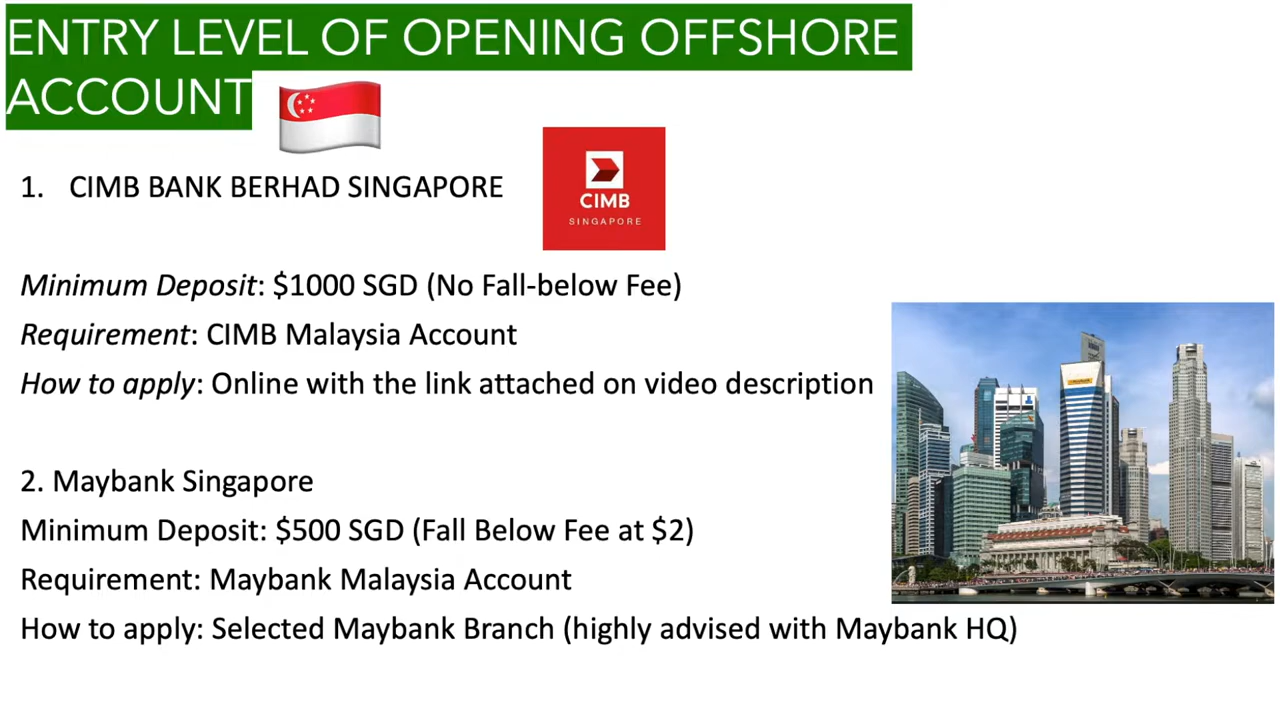 ENTRY LEVEL OF OPENING OFFSHORE
ACCOUNT
1. CIMB BANK BERHAD SINGAPORE
CIMB
SINGAPORE
Minimum Deposit: $1000 SGD (No Fall-below Fee)
Requirement: CIMB Malaysia Account
How to apply: Online with the link attached on video description
2. Maybank Singapore
Minimum Deposit: $500 SGD (Fall Below Fee at $2)
Requirement: Maybank Malaysia Account
How to apply: Selected Maybank Branch (highly advised with Maybank HQ)